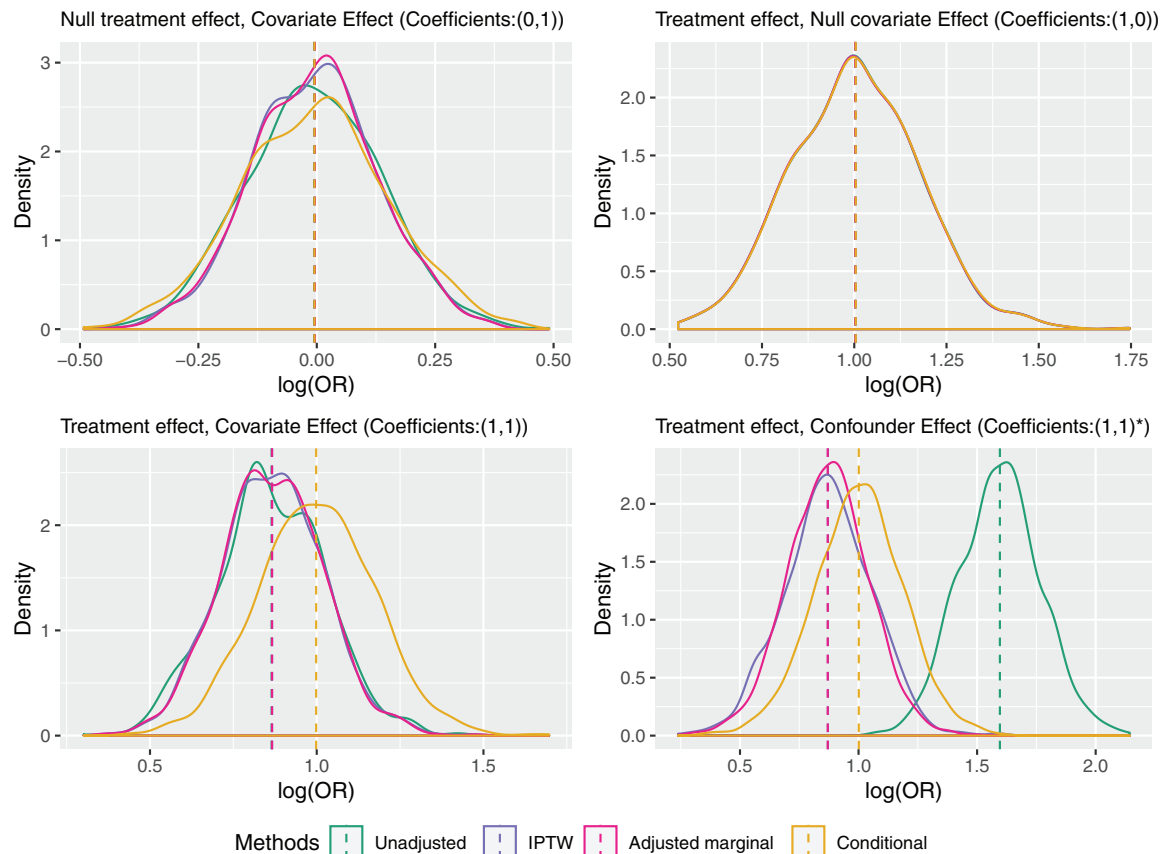 Null treatment effect, Covariate Effect (Coefficients:(0,1))
Density
3
2
1
0
−0.50
−0.25
0.00
0.25
0.50
log(OR)
Treatment effect, Null covariate Effect (Coefficients:(1,0))
Density
2.0
1.5
1.0
0.5
0.0
0.50
0.75
1.00
1.25
1.50
1.75
log(OR)
Treatment effect, Covariate Effect (Coefficients:(1,1))
Density
2
1
0
0.5
1.0
1.5
log(OR)
Treatment effect, Confounder Effect (Coefficients:(1,1)*)
Density
2.0
1.5
1.0
0.5
0.0
0.5
1.0
1.5
2.0
log(OR)
Methods Unadjusted IPTW Adjusted marginal Conditional